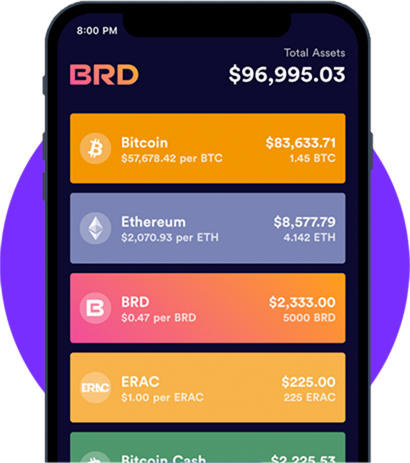 8:00 PM
Total Assets
BRD $96,995.03
Bitcoin $83,633.71
$57,678.42 per BTC 1.45 BTC
Ethereum $8,577.79
$2,070.93 per ETH 4.142 ETH
BRD $2,333.00
$0.47 per BRD 5000 BRD
ERAC ERAC $225.00
$1.00 per ERAC 225 ERAC
Bitcoin Cash $2,225.53